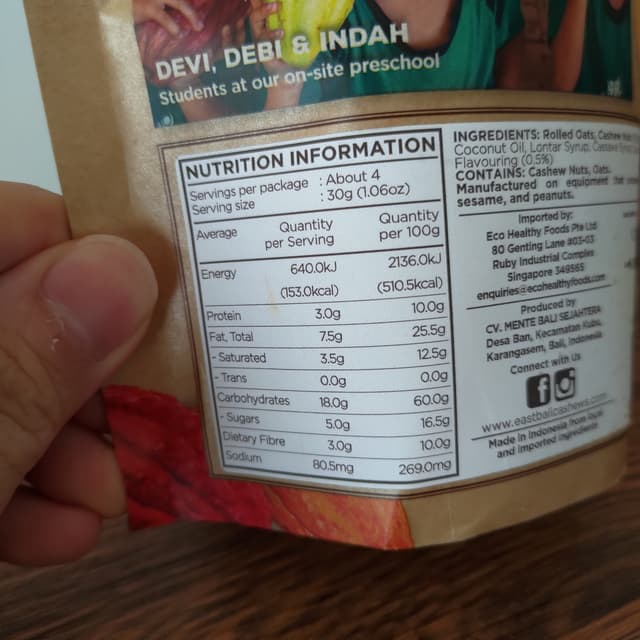 DEVI, DEBI & INDAH
Students at our on-site preschool
NUTRITION INFORMATION
Servings per package : About 4
Serving size : 30g (1.06oz)
Average Quantity per Serving Quantity per 100g
Energy 640.0kJ 2136.0kJ
(153.0kcal) (510.5kcal)
Protein 3.0g 10.0g
Fat, Total 7.5g 25.5g
- Saturated 3.5g 12.5g
- Trans 0.0g 0.0g
Carbohydrates 18.0g 60.0g
- Sugars 5.0g 16.5g
Dietary Fibre 3.0g 10.0g
Sodium 80.5mg 269.0mg
INGREDIENTS: Rolled Oats, Cashew
Coconut Oil, Lontar Syrup, Cassava
Flavouring (0.5%)
CONTAINS: Cashew Nuts, Oats.
Manufactured on equipment that
sesame, and peanuts.
Imported by:
Eco Healthy Foods Pte Ltd
80 Genting Lane #03-03
Ruby Industrial Complex
Singapore 349565
enquiries@ecohealthyfoods.com
Produced by
CV. MENTE BALI SEJAHTERA
Desa Ban, Kecamatan Kubu,
Karangasem, Bali, Indonesia
Connect with Us
www.eastbalicashews.com
Made in Indonesia from local
and imported ingredients